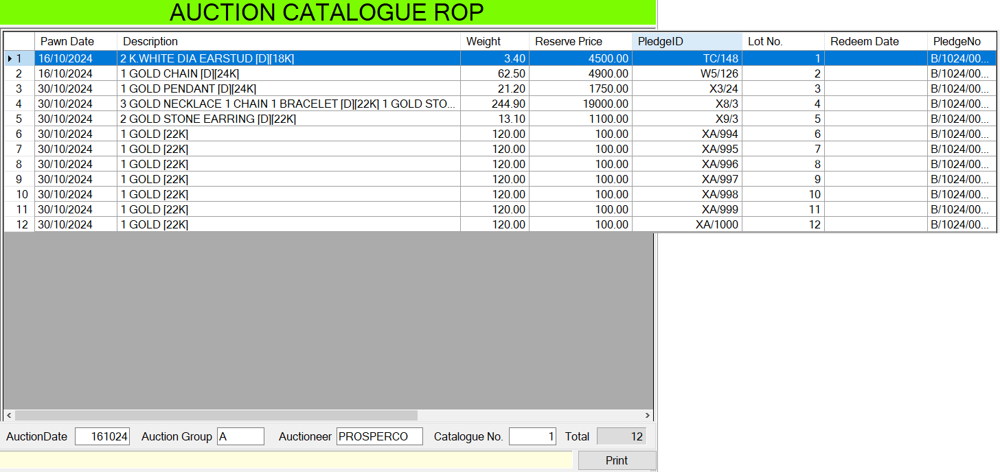 AUCTION CATALOGUE ROP
Pawn Date Description Weight Reserve Price PledgeID Lot No. Redeem Date PledgeNo
1 16/10/2024 2 K.WHITE DIA EARSTUD [D][18K] 3.40 4500.00 TC/148 1 B/1024/00...
2 16/10/2024 1 GOLD CHAIN [D][24K] 62.50 4900.00 W5/126 2 B/1024/00...
3 30/10/2024 1 GOLD PENDANT [D][24K] 21.20 1750.00 X3/24 3 B/1024/00...
4 30/10/2024 3 GOLD NECKLACE 1 CHAIN 1 BRACELET [D][22K] 1 GOLD STO... 244.90 19000.00 X8/3 4 B/1024/00...
5 30/10/2024 2 GOLD STONE EARRING [D][22K] 13.10 1100.00 X9/3 5 B/1024/00...
6 30/10/2024 1 GOLD [22K] 120.00 100.00 XA/994 6 B/1024/00...
7 30/10/2024 1 GOLD [22K] 120.00 100.00 XA/995 7 B/1024/00...
8 30/10/2024 1 GOLD [22K] 120.00 100.00 XA/996 8 B/1024/00...
9 30/10/2024 1 GOLD [22K] 120.00 100.00 XA/997 9 B/1024/00...
10 30/10/2024 1 GOLD [22K] 120.00 100.00 XA/998 10 B/1024/00...
11 30/10/2024 1 GOLD [22K] 120.00 100.00 XA/999 11 B/1024/00...
12 30/10/2024 1 GOLD [22K] 120.00 100.00 XA/1000 12 B/1024/00...
AuctionDate 161024 Auction Group A Auctioneer PROSPERCO Catalogue No. 1 Total 12
Print